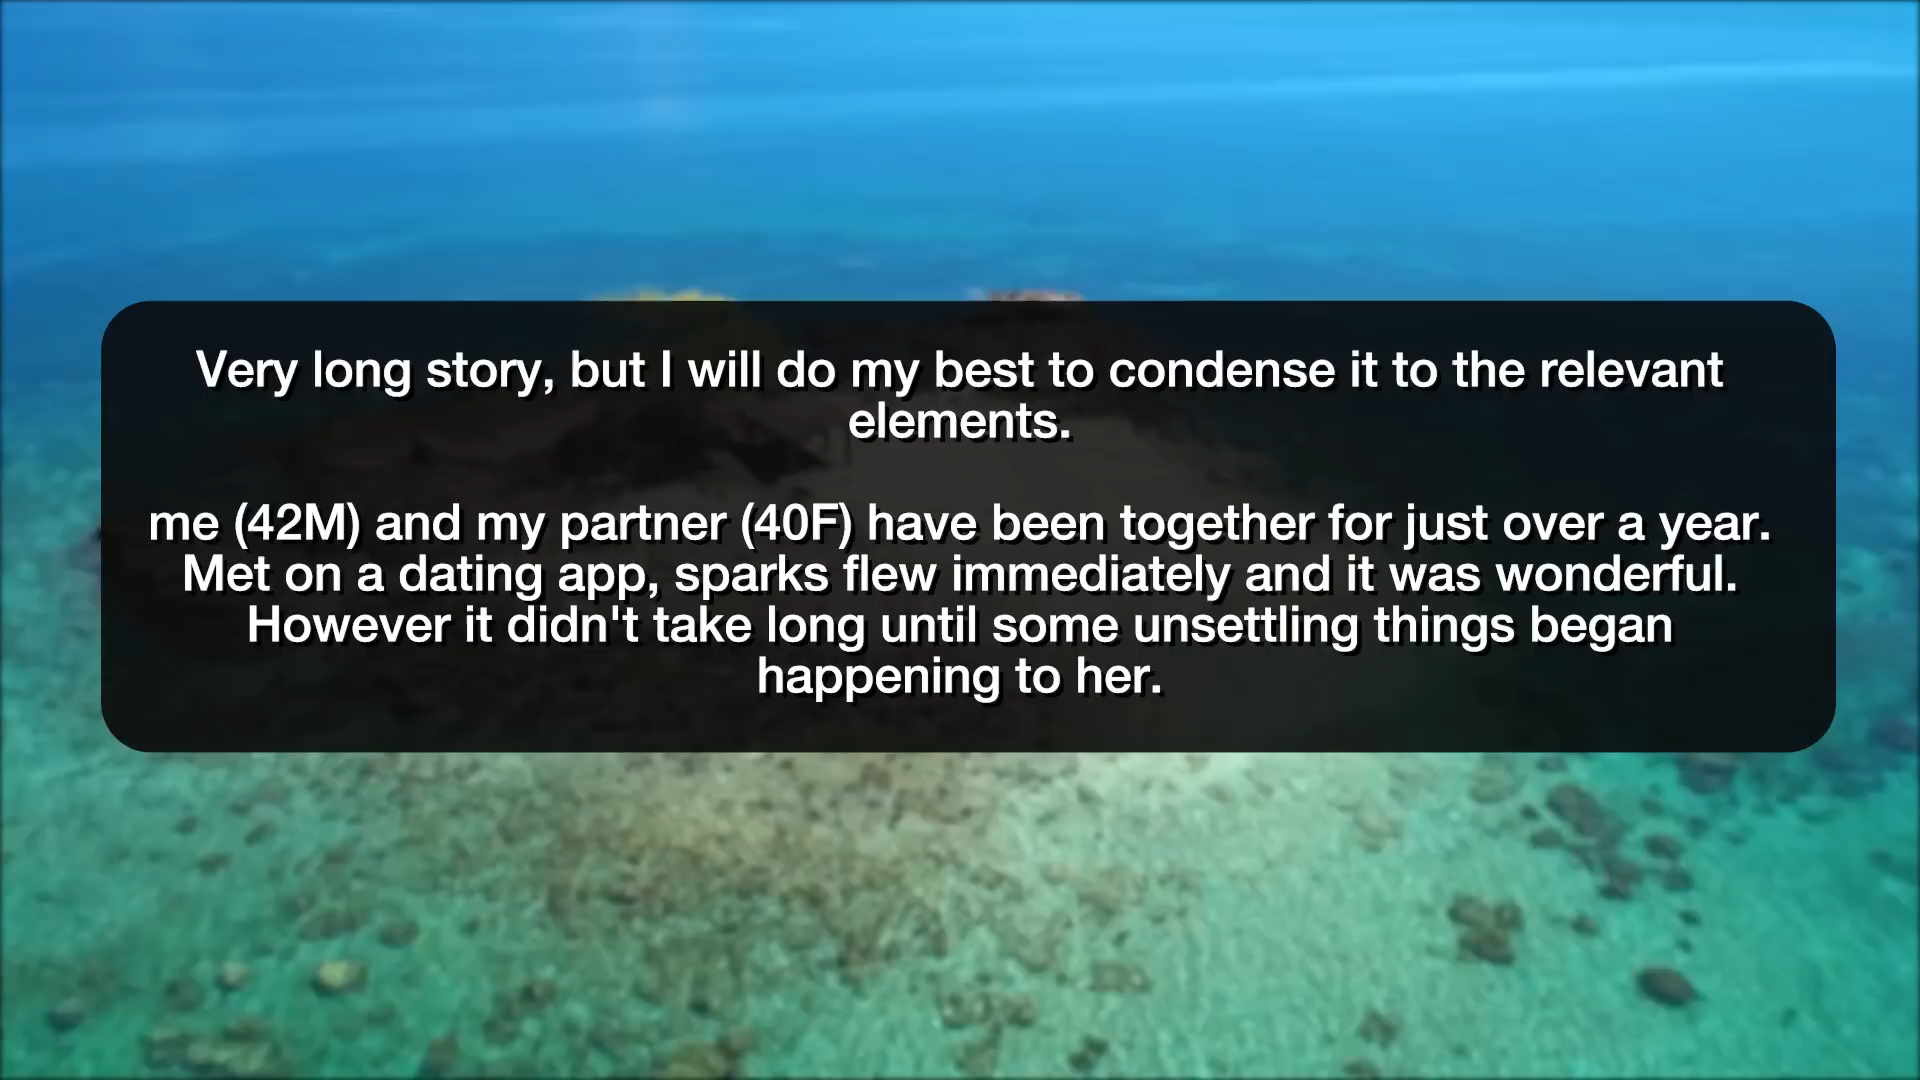 Very long story, but I will do my best to condense it to the relevant
elements.
me (42M) and my partner (40F) have been together for just over a year.
Met on a dating app, sparks flew immediately and it was wonderful.
However it didn't take long until some unsettling things began
happening to her.